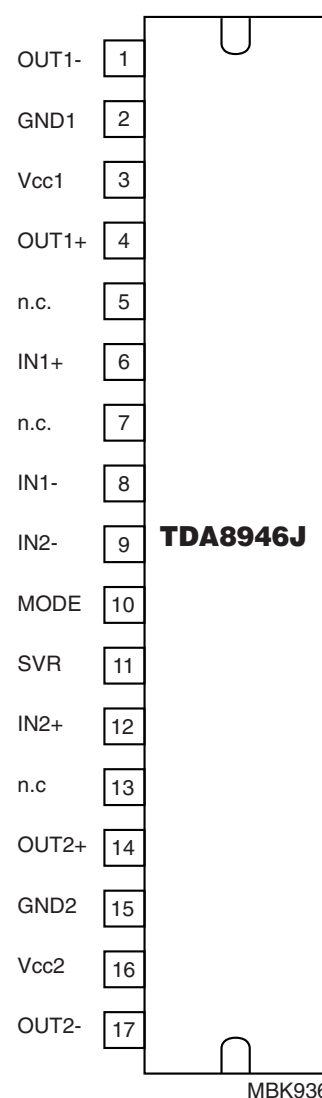 OUT1- 1
GND1 2
Vcc1 3
OUT1+ 4
n.c. 5
IN1+ 6
n.c. 7
IN1- 8
IN2- 9
TDA8946J
MODE 10
SVR 11
IN2+ 12
n.c 13
OUT2+ 14
GND2 15
Vcc2 16
OUT2- 17
MBK936